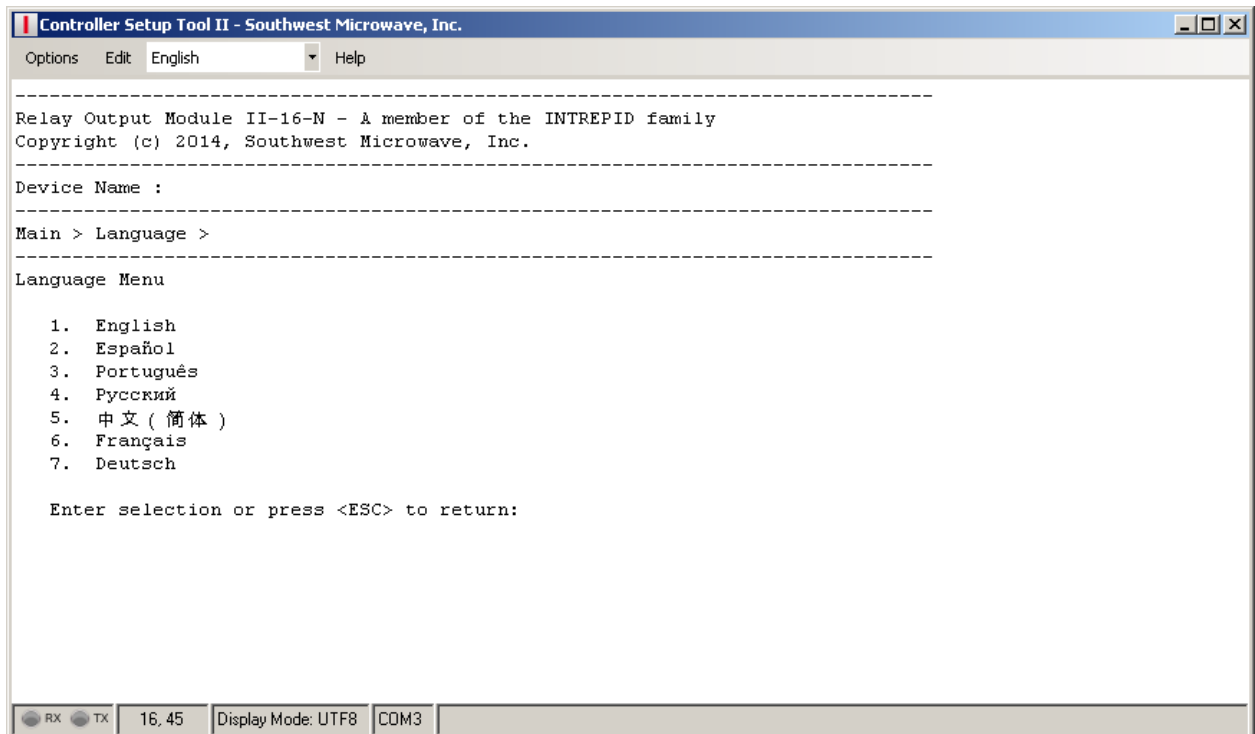 Controller Setup Tool II - Southwest Microwave, Inc.
Options Edit English Help
--------------------------------------------------------------------------------
Relay Output Module II-16-N - A member of the INTREPID family
Copyright (c) 2014, Southwest Microwave, Inc.
--------------------------------------------------------------------------------
Device Name :
--------------------------------------------------------------------------------
Main > Language >
--------------------------------------------------------------------------------
Language Menu
1. English
2. Español
3. Português
4. Русский
5. 中文(简体)
6. Français
7. Deutsch
Enter selection or press <ESC> to return:
RX TX 16, 45 Display Mode: UTF8 COM3